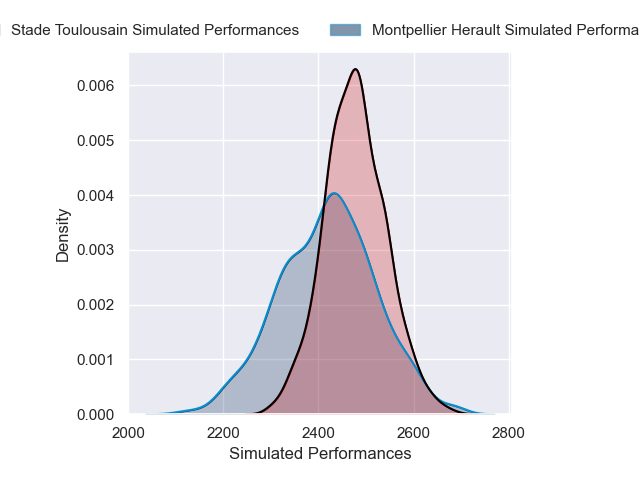 Stade Toulousain Simulated Performances
Montpellier Herault Simulated Performa
0.006
0.005
0.004
0.003
0.002
0.001
0.000
Density
2000 2200 2400 2600 2800
Simulated Performances